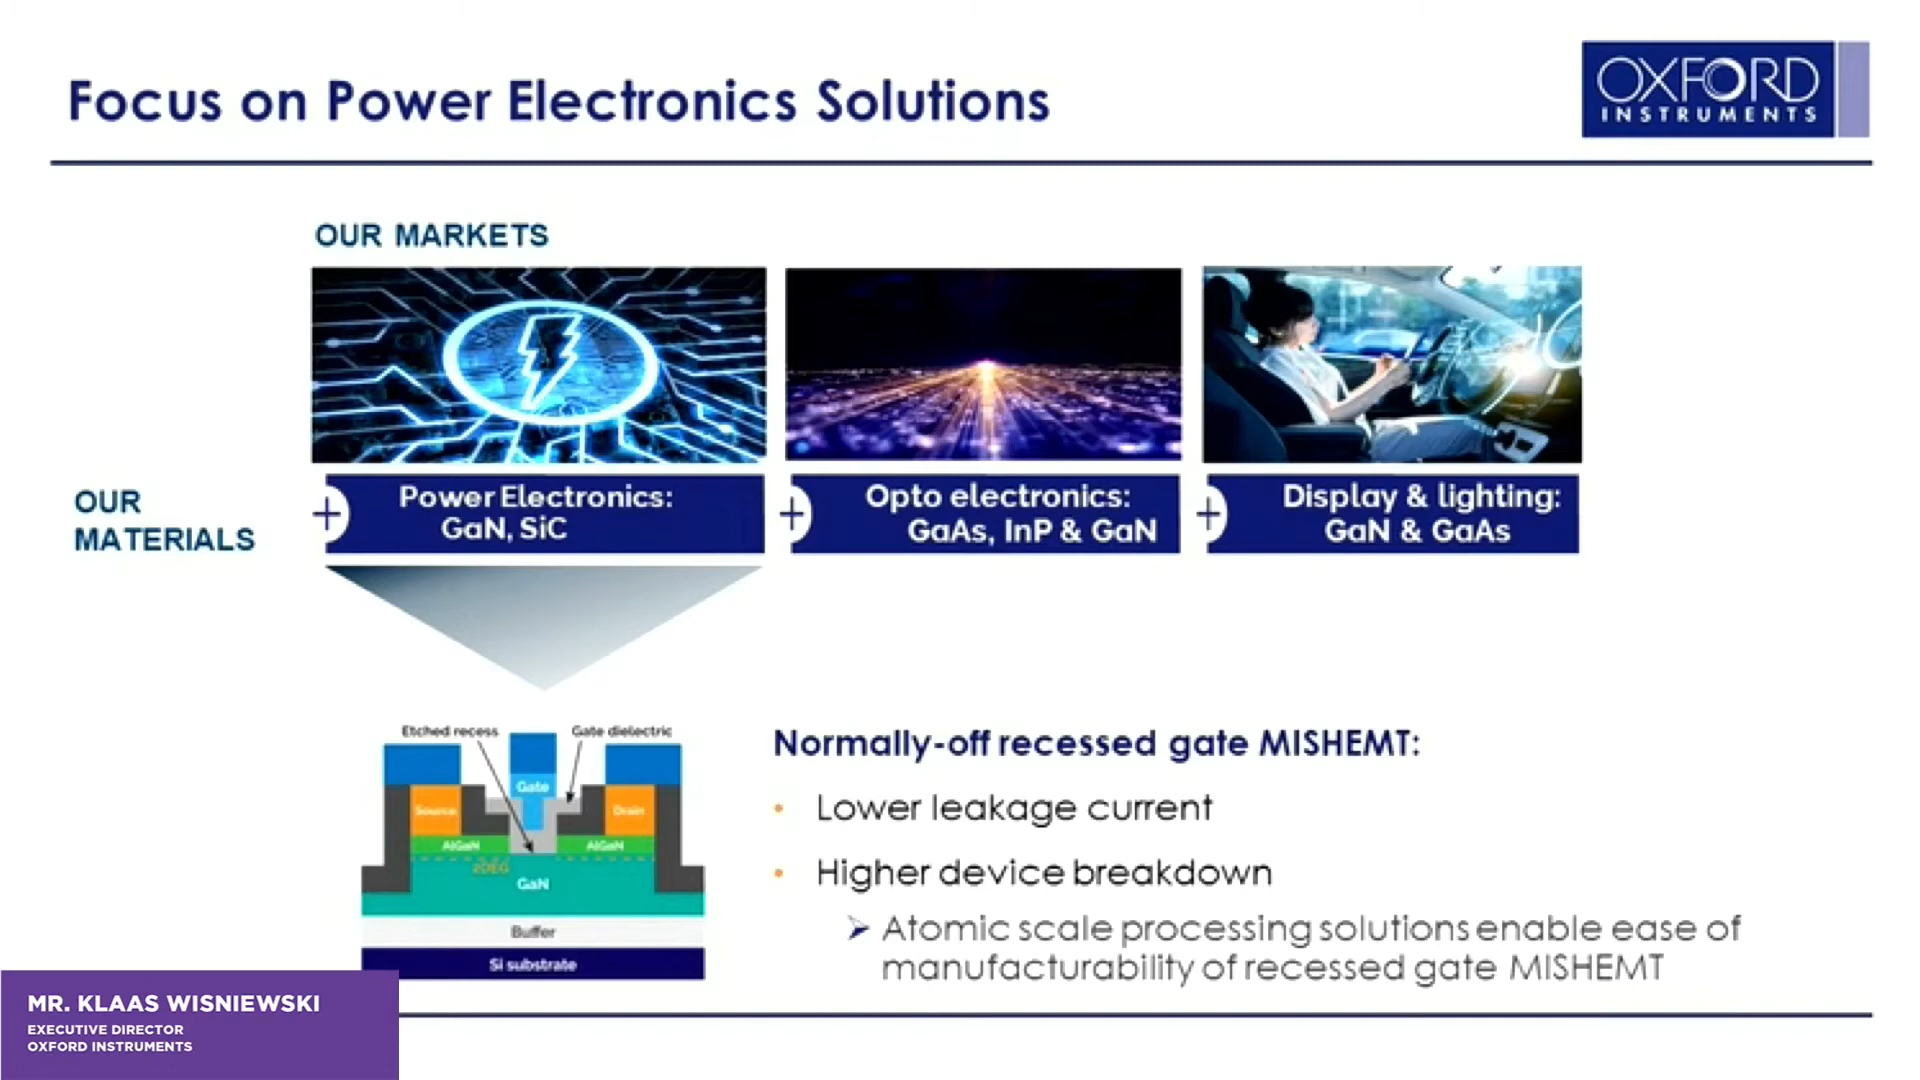 Focus on Power Electronics Solutions
OXFORD
INSTRUMENTS
OUR MARKETS
OUR
MATERIALS
+
Power Electronics:
GaN, SiC
+
Opto electronics:
GaAs, InP & GaN
+
Display & lighting:
GaN & GaAs
Etched recess
Gate dielectric
Gate
Source
Drain
AlGaN
AlGaN
2DEG
GaN
Buffer
Si substrate
Normally-off recessed gate MISHEMT:
• Lower leakage current
• Higher device breakdown
➤ Atomic scale processing solutions enable ease of
manufacturability of recessed gate MISHEMT
MR. KLAAS WISNIEWSKI
EXECUTIVE DIRECTOR
OXFORD INSTRUMENTS